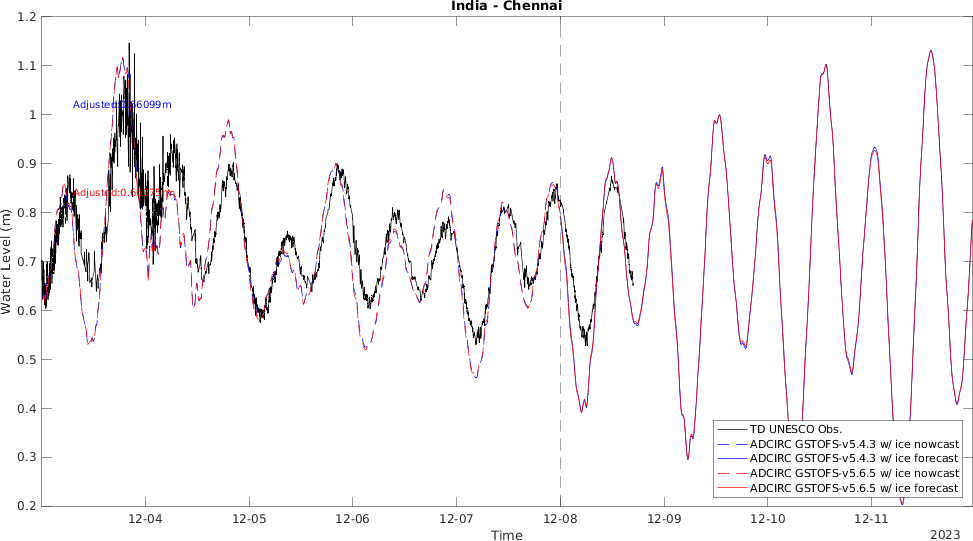 India - Chennai
1.2
1.1
1
0.9
0.8
0.7
0.6
0.5
0.4
0.3
0.2
Water Level (m)
12-04
12-05
12-06
12-07
12-08
12-09
12-10
12-11
Time
2023
TD UNESCO Obs.
ADCIRC GSTOFS-v5.4.3 w/ ice nowcast
ADCIRC GSTOFS-v5.4.3 w/ ice forecast
ADCIRC GSTOFS-v5.6.5 w/ ice nowcast
ADCIRC GSTOFS-v5.6.5 w/ ice forecast